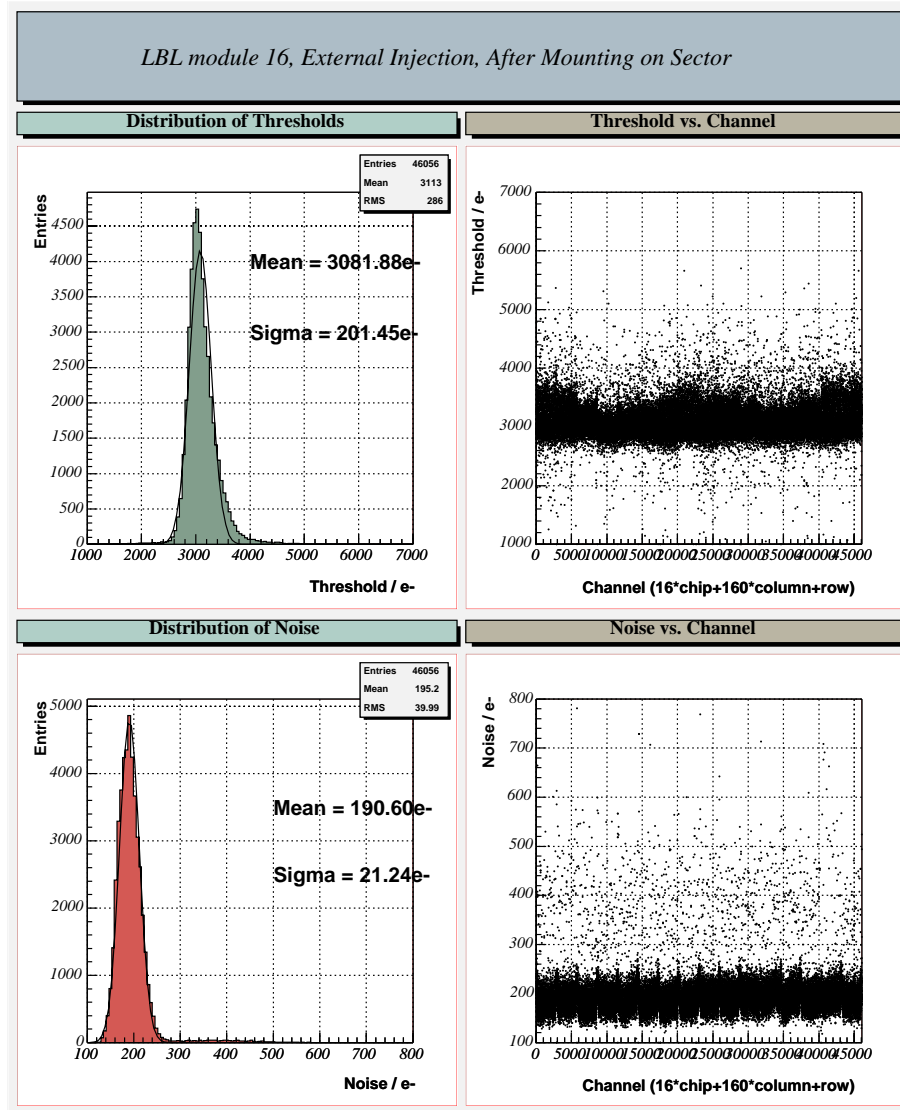 LBL module 16, External Injection, After Mounting on Sector
Distribution of Thresholds
Threshold vs. Channel
Entries 46056
Mean 3113
RMS 286
Entries
4500
4000
3500
3000
2500
2000
1500
1000
500
0
Mean = 3081.88e-
Sigma = 201.45e-
1000 2000 3000 4000 5000 6000 7000
Threshold / e-
Threshold / e-
7000
6000
5000
4000
3000
2000
1000
0 5000 10000 15000 20000 25000 30000 35000 40000 45000
Channel (16*chip+160*column+row)
Distribution of Noise
Noise vs. Channel
Entries 46056
Mean 195.2
RMS 39.99
Entries
5000
4000
3000
2000
1000
0
Mean = 190.60e-
Sigma = 21.24e-
100 200 300 400 500 600 700 800
Noise / e-
Noise / e-
800
700
600
500
400
300
200
100
0 5000 10000 15000 20000 25000 30000 35000 40000 45000
Channel (16*chip+160*column+row)